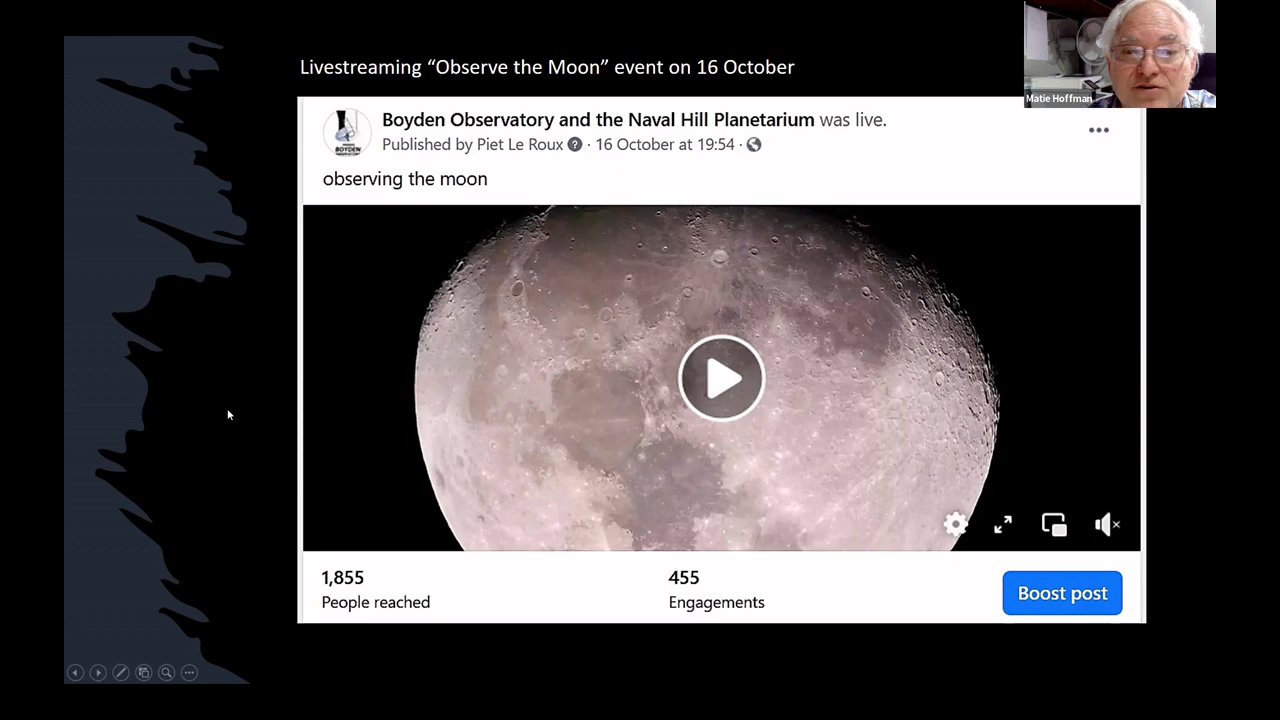 Livestreaming “Observe the Moon” event on 16 October
Matie Hoffman
Boyden Observatory and the Naval Hill Planetarium was live.
Published by Piet Le Roux · 16 October at 19:54 ·
observing the moon
BOYDEN
1,855
People reached
455
Engagements
Boost post